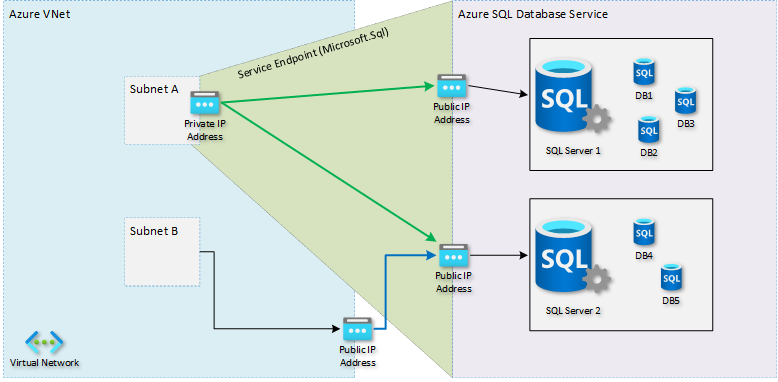 Azure VNet
Azure SQL Database Service
Service Endpoint (Microsoft.Sql)
Subnet A
Private IP
Address
Public IP
Address
SQL
SQL Server 1
SQL
DB1
SQL
DB3
SQL
DB2
Subnet B
Public IP
Address
SQL
SQL Server 2
SQL
DB4
SQL
DB5
Public IP
Address
Virtual Network